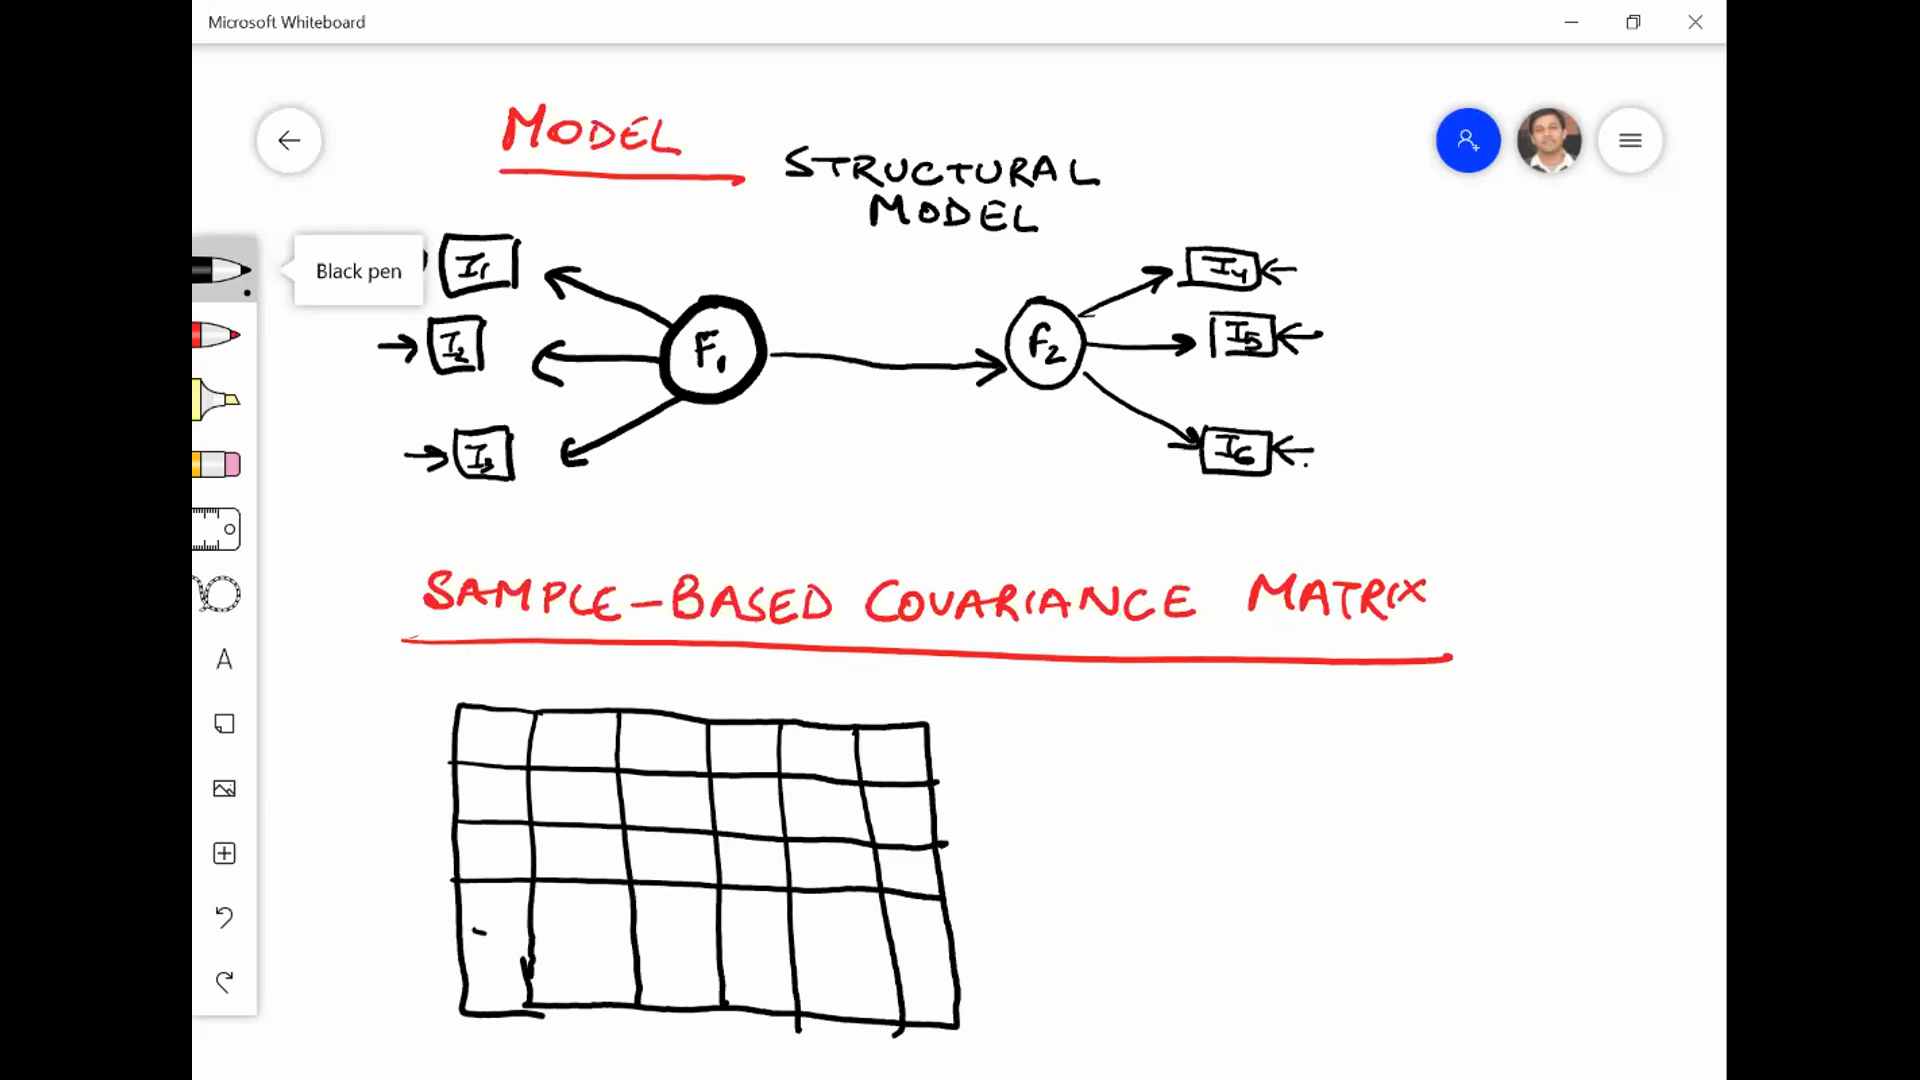 Microsoft Whiteboard
MODEL
STRUCTURAL
MODEL
Black pen
I1
I4
I2
F1
f2
I5
I3
I6
SAMPLE-BASED COVARIANCE MATRIX
A